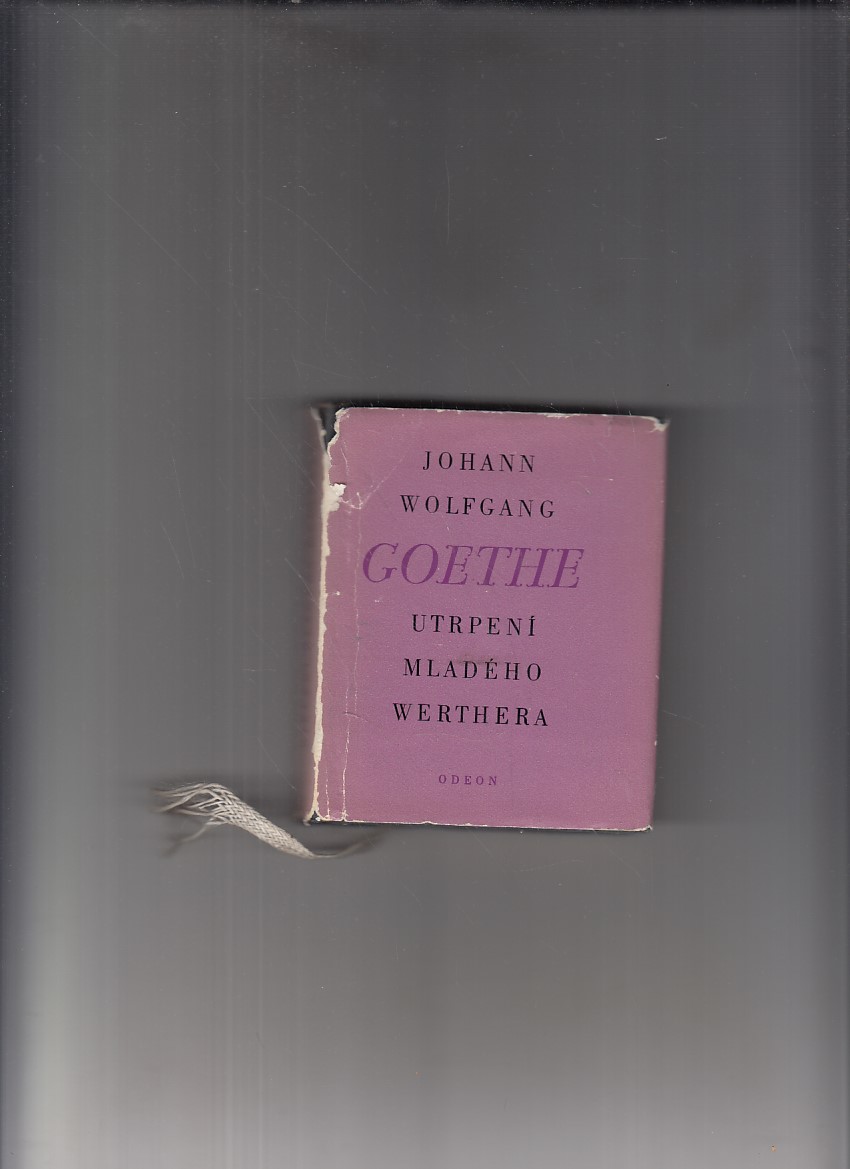 JOHANN
WOLFGANG
GOETHE
UTRPENÍ
MLADÉHO
WERTHERA
ODEON